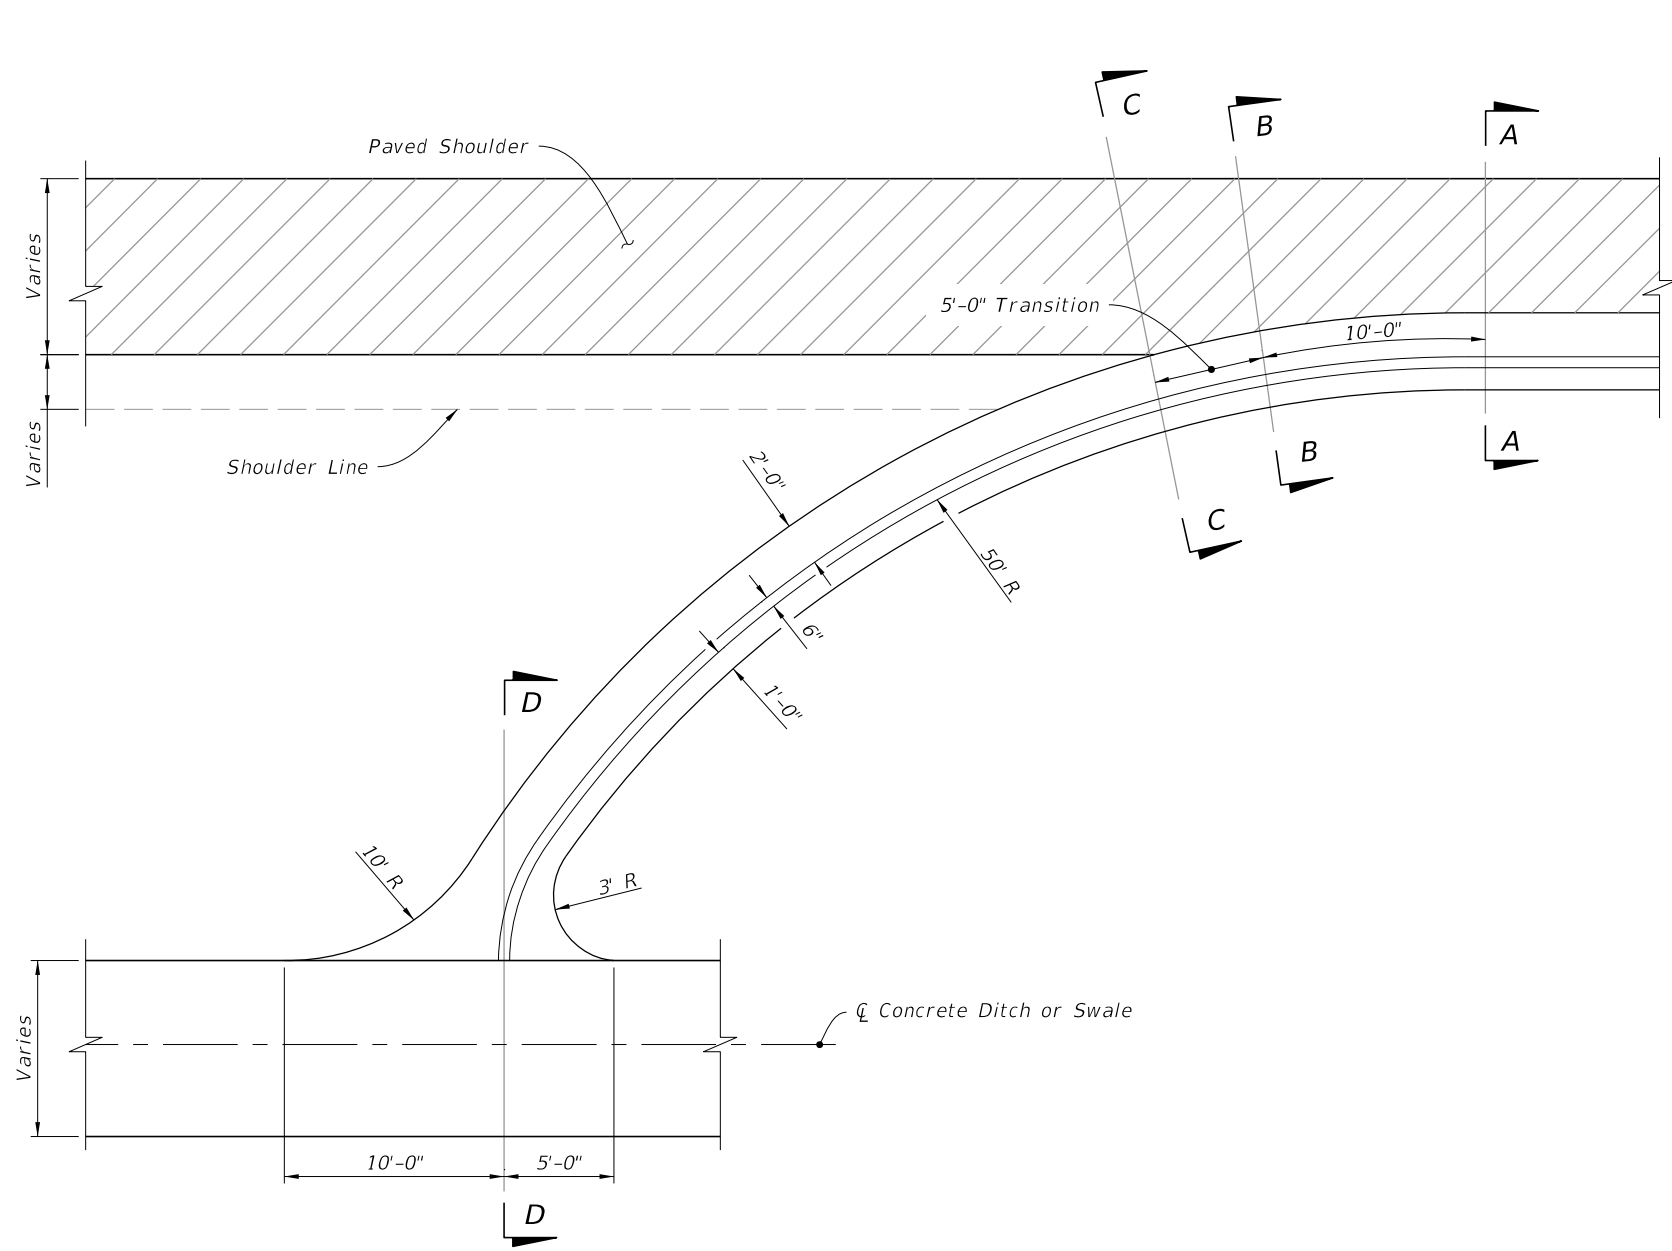 C
B
A
Paved Shoulder
Varies
5'-0" Transition
10'-0"
Varies
Shoulder Line
2'-0"
A
B
C
50' R
6"
1'-0"
D
10' R
3' R
Varies
℄ Concrete Ditch or Swale
10'-0"
5'-0"
D